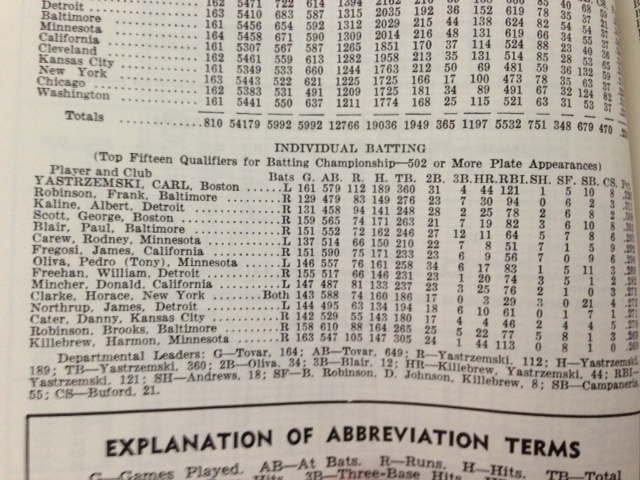 Detroit 163 5410 683 587 1315 2035 192 36 152 619
Baltimore 162 5456 654 592 1312 2029 215 44 138 624
Minnesota 164 5458 671 590 1309 2014 216 48 131 619
California 161 5307 567 587 1265 1851 170 37 114 524
Cleveland 162 5461 559 613 1282 1958 213 35 131 514
Kansas City 161 5349 533 660 1244 1763 212 50 69 481
New York 163 5443 522 621 1225 1725 166 17 100 473
Chicago 162 5383 531 491 1209 1725 181 34 89 491
Washington 161 5441 550 637 1211 1774 168 25 115 521
Totals 810 54179 5992 5992 12766 19036 1949 365 1197 5532 751 348 679 470
INDIVIDUAL BATTING
(Top Fifteen Qualifiers for Batting Championship—502 or More Plate Appearances)
Player and Club Bats G. AB. R. H. TB. 2B. 3B. HR. RBI. SH. SF. SB. CS. Pct.
YASTRZEMSKI, CARL, Boston ...... L 161 579 112 189 360 31 4 44 121 1 5 10 8
Robinson, Frank, Baltimore ........ R 129 479 83 149 276 23 7 30 94 0 6 2 3
Kaline, Albert, Detroit ................ R 131 458 94 141 248 28 2 25 78 2 6 8 2
Scott, George, Boston ................ R 159 565 74 171 263 21 7 19 82 3 6 10 8
Blair, Paul, Baltimore ................ R 151 552 72 162 246 27 12 11 64 5 7 8 6
Carew, Rodney, Minnesota ........ L 137 514 66 150 210 22 7 8 51 7 1 5 9
Fregosi, James, California .......... R 151 590 75 171 233 23 6 9 56 7 0 9 6
Oliva, Pedro (Tony), Minnesota .. L 146 557 76 161 258 34 6 17 83 1 5 11 3
Freehan, William, Detroit .......... R 155 517 66 146 231 23 1 20 74 3 5 1 2
Mincher, Donald, California ........ L 147 487 81 133 237 23 3 25 76 2 1 0 3
Clarke, Horace, New York ...... Both 143 588 74 160 186 17 0 3 29 3 0 21 4
Northrup, James, Detroit ............ L 144 495 63 134 194 18 6 10 61 0 1 7 1
Cater, Danny, Kansas City .......... R 142 529 55 143 180 17 4 4 46 2 4 4 5
Robinson, Brooks, Baltimore ...... R 158 610 88 164 265 25 5 22 77 5 8 1 3
Killebrew, Harmon, Minnesota .... R 163 547 105 147 305 24 1 44 113 0 8 1
Departmental Leaders: G—Tovar, 164; AB—Tovar, 649; R—Yastrzemski, 112; H—Yastrzemski,
189; TB—Yastrzemski, 360; 2B—Oliva, 34; 3B—Blair, 12; HR—Killebrew, Yastrzemski, 44; RBI—
Yastrzemski, 121; SH—Andrews, 18; SF—B. Robinson, D. Johnson, Killebrew, 8; SB—Campaneris,
55; CS—Buford, 21.
EXPLANATION OF ABBREVIATION TERMS
G—Games Played. AB—At Bats. R—Runs. H—Hits. TB—Total
Hits. 3B—Three-Base Hits.